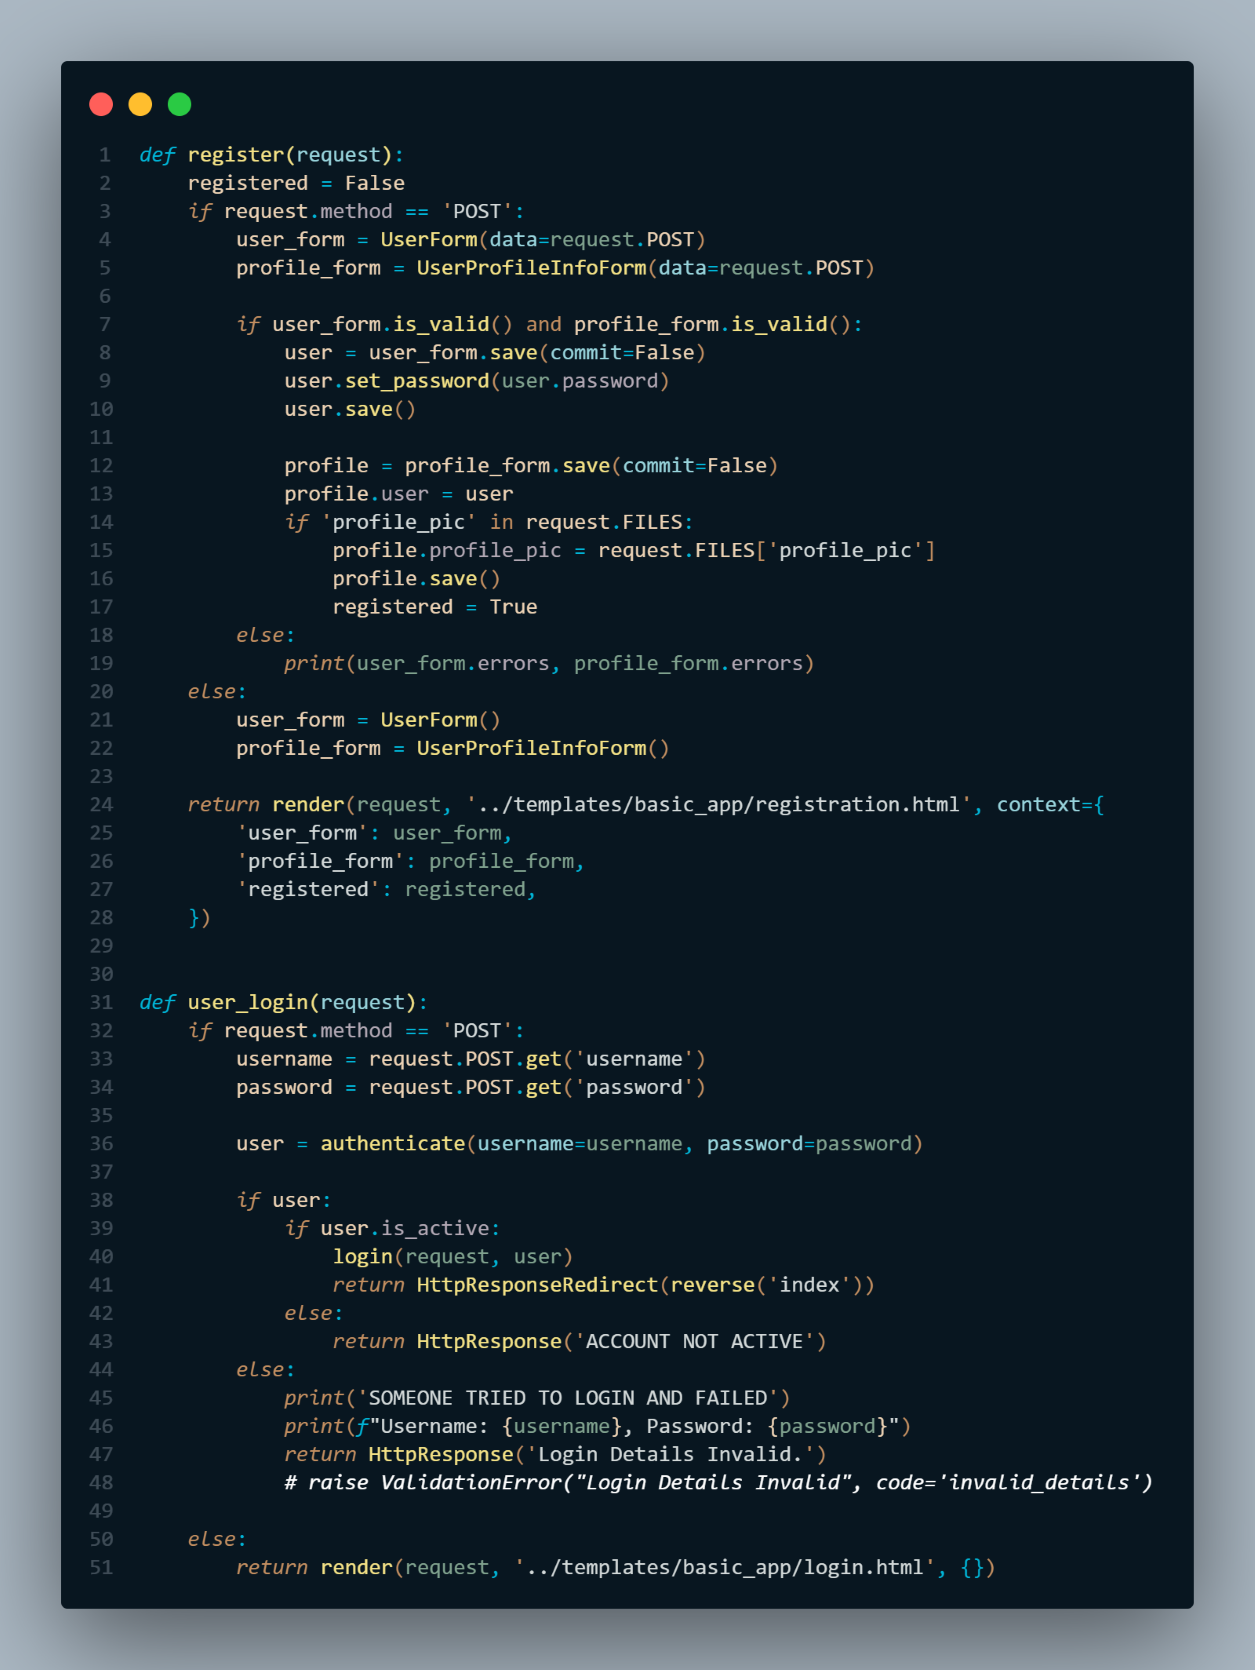 1 def register(request):
2     registered = False
3     if request.method == 'POST':
4         user_form = UserForm(data=request.POST)
5         profile_form = UserProfileInfoForm(data=request.POST)
6
7         if user_form.is_valid() and profile_form.is_valid():
8             user = user_form.save(commit=False)
9             user.set_password(user.password)
10             user.save()
11
12             profile = profile_form.save(commit=False)
13             profile.user = user
14             if 'profile_pic' in request.FILES:
15                 profile.profile_pic = request.FILES['profile_pic']
16                 profile.save()
17                 registered = True
18         else:
19             print(user_form.errors, profile_form.errors)
20     else:
21         user_form = UserForm()
22         profile_form = UserProfileInfoForm()
23
24     return render(request, '../templates/basic_app/registration.html', context={
25         'user_form': user_form,
26         'profile_form': profile_form,
27         'registered': registered,
28     })
29
30
31 def user_login(request):
32     if request.method == 'POST':
33         username = request.POST.get('username')
34         password = request.POST.get('password')
35
36         user = authenticate(username=username, password=password)
37
38         if user:
39             if user.is_active:
40                 login(request, user)
41                 return HttpResponseRedirect(reverse('index'))
42             else:
43                 return HttpResponse('ACCOUNT NOT ACTIVE')
44         else:
45             print('SOMEONE TRIED TO LOGIN AND FAILED')
46             print(f"Username: {username}, Password: {password}")
47             return HttpResponse('Login Details Invalid.')
48             # raise ValidationError("Login Details Invalid", code='invalid_details')
49
50     else:
51         return render(request, '../templates/basic_app/login.html', {})